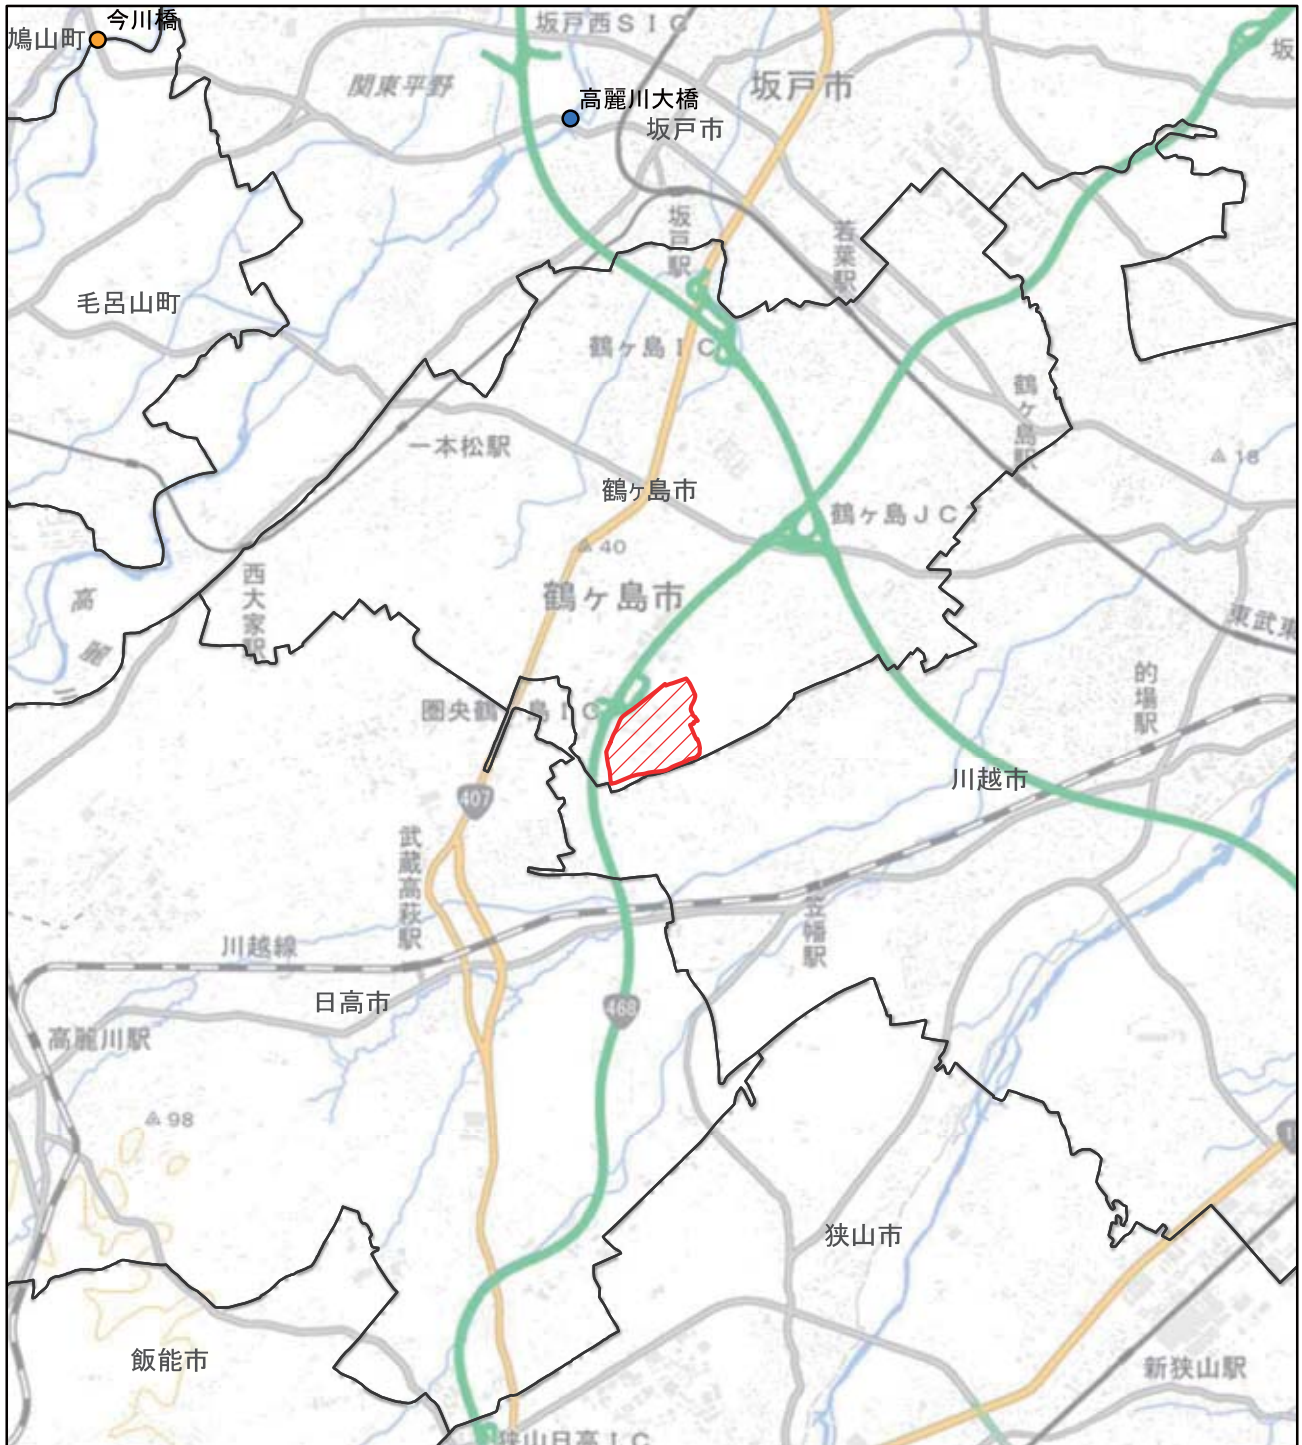 今川橋
鳩山町
坂戸西SIC
坂
関東平野
坂戸市
高麗川大橋
坂戸市
坂戸駅
若葉駅
毛呂山町
鶴ヶ島IC
鶴ヶ島駅
一本松駅
18
鶴ヶ島市
鶴ヶ島JCT
40
西大家駅
鶴ヶ島市
高麗川
東武東
的場駅
圏央鶴ヶ島IC
川越市
407
武蔵高萩駅
笠幡駅
川越線
日高市
468
高麗川駅
98
狭山市
飯能市
新狭山駅
狭山日高IC